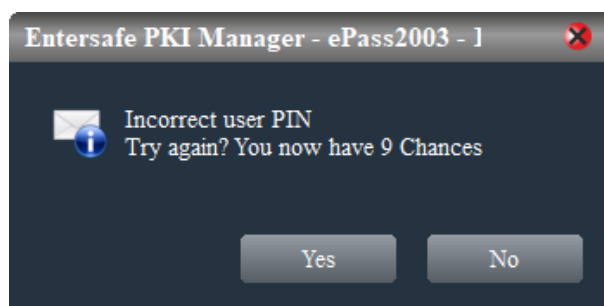 Entersafe PKI Manager - ePass2003 -
Incorrect user PIN
Try again? You now have 9 Chances
Yes
No